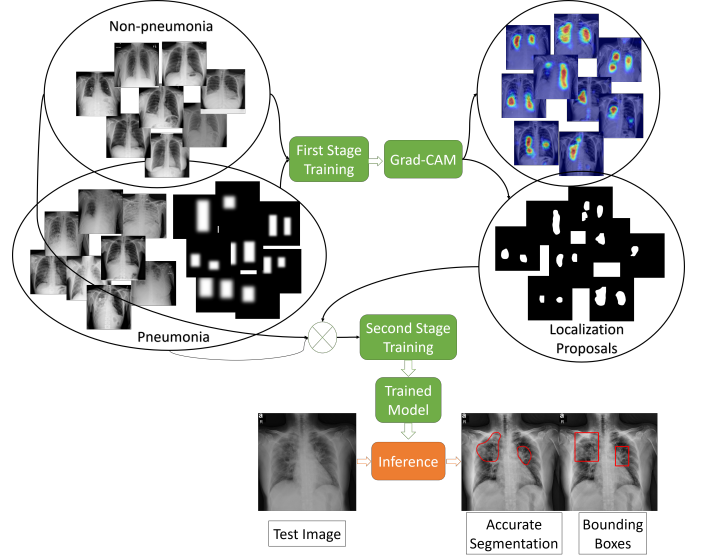 Non-pneumonia
First Stage
Training
Grad-CAM
Pneumonia
Localization
Proposals
Second Stage
Training
Trained
Model
a
R
Inference
a
R
a
R
Test Image
Accurate
Segmentation
Bounding
Boxes